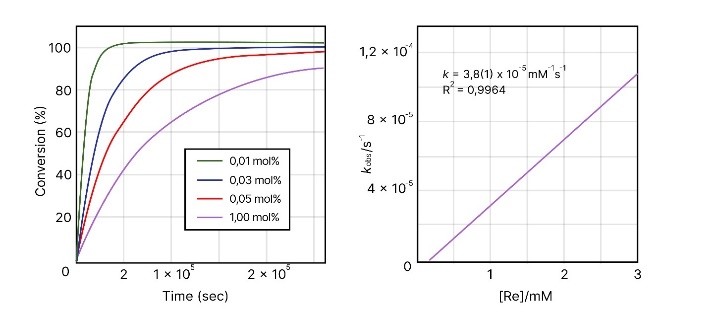 Conversion (%)
100
80
60
40
20
0
2
1 × 10⁵
2 × 10⁵
Time (sec)
0,01 mol%
0,03 mol%
0,05 mol%
1,00 mol%
kobs/s⁻¹
1,2 × 10⁻⁴
8 × 10⁻⁵
4 × 10⁻⁵
0
k = 3,8(1) x 10⁻⁵ mM⁻¹s⁻¹
R² = 0,9964
1
2
3
[Re]/mM